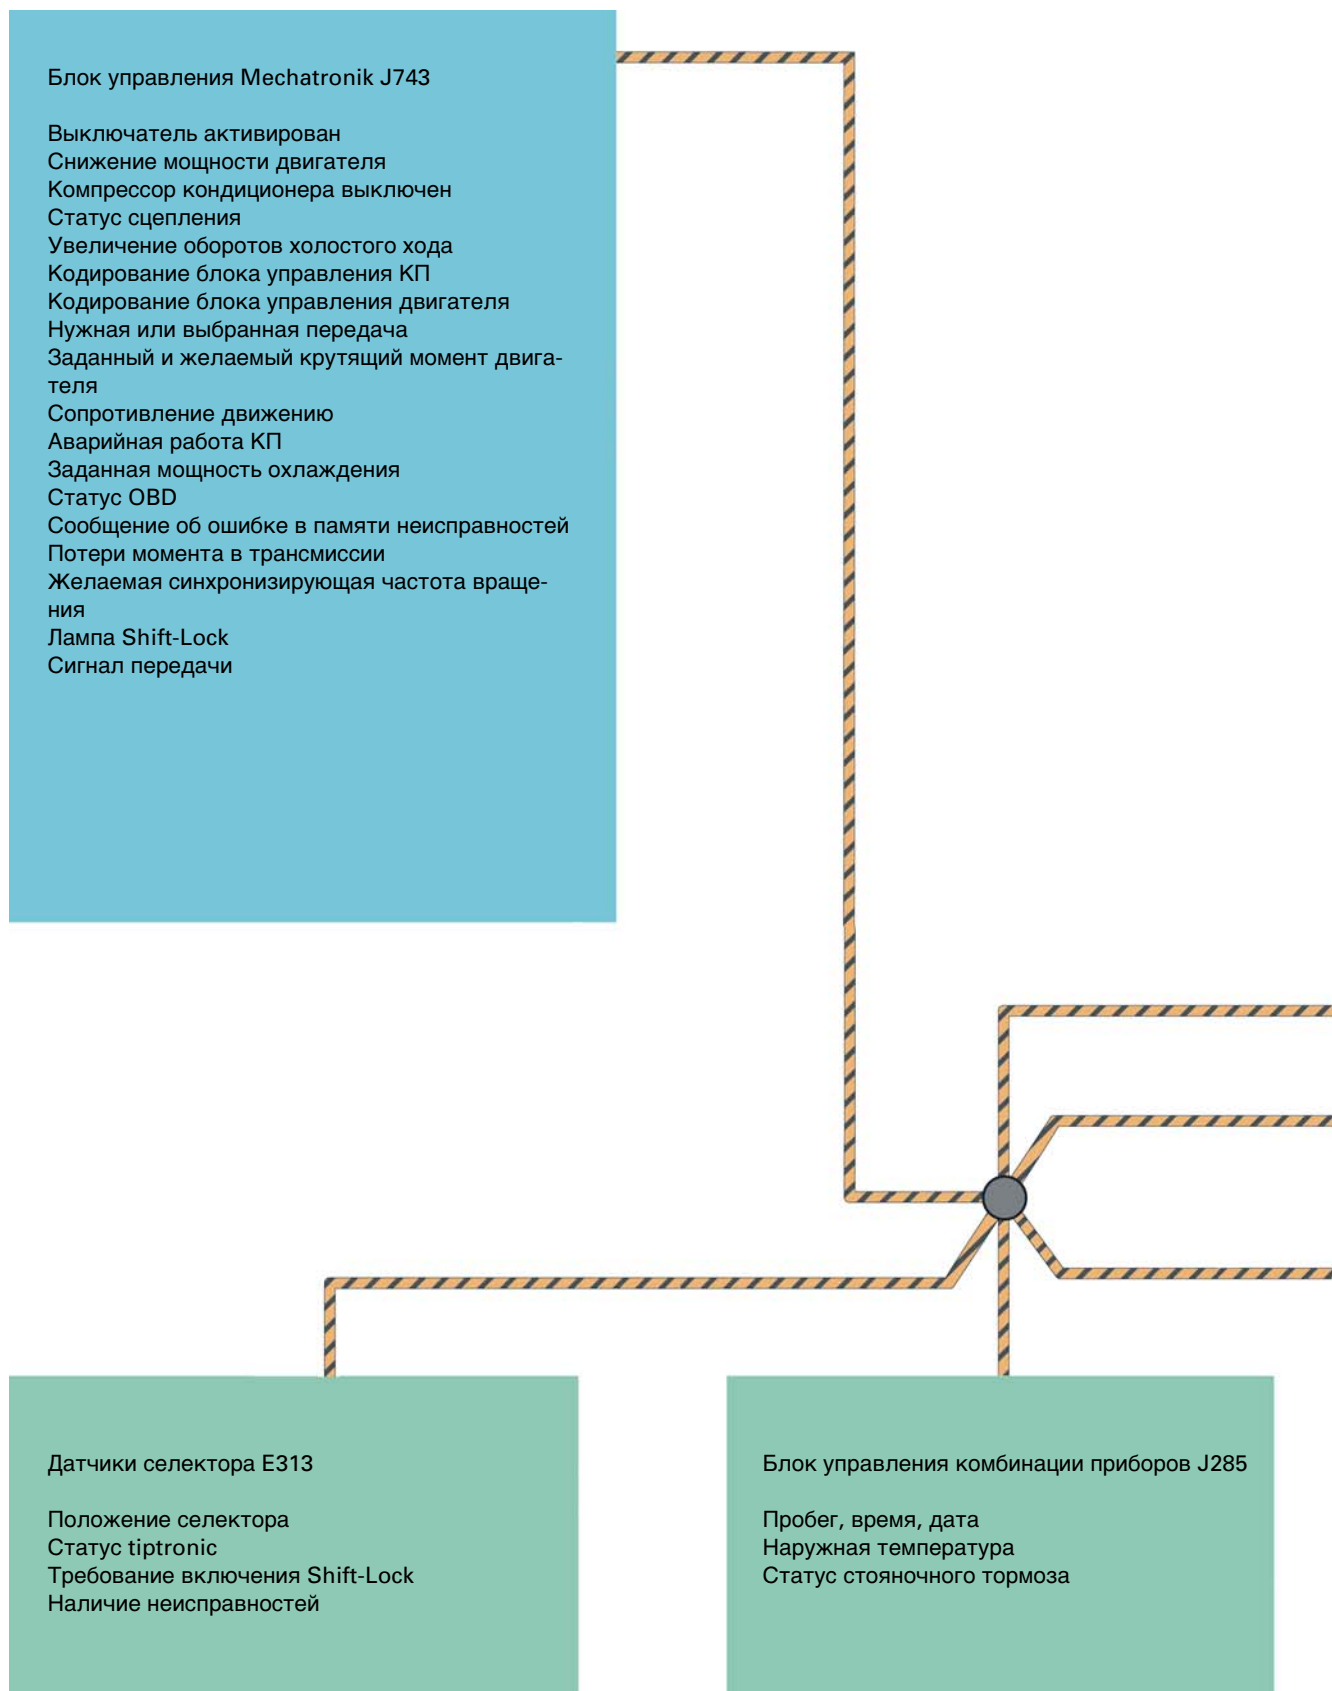 Блок управления Mechatronik J743
Выключатель активирован
Снижение мощности двигателя
Компрессор кондиционера выключен
Статус сцепления
Увеличение оборотов холостого хода
Кодирование блока управления КП
Кодирование блока управления двигателя
Нужная или выбранная передача
Заданный и желаемый крутящий момент двига-
теля
Сопротивление движению
Аварийная работа КП
Заданная мощность охлаждения
Статус OBD
Сообщение об ошибке в памяти неисправностей
Потери момента в трансмиссии
Желаемая синхронизирующая частота враще-
ния
Лампа Shift-Lock
Сигнал передачи
Датчики селектора E313
Положение селектора
Статус tiptronic
Требование включения Shift-Lock
Наличие неисправностей
Блок управления комбинации приборов J285
Пробег, время, дата
Наружная температура
Статус стояночного тормоза